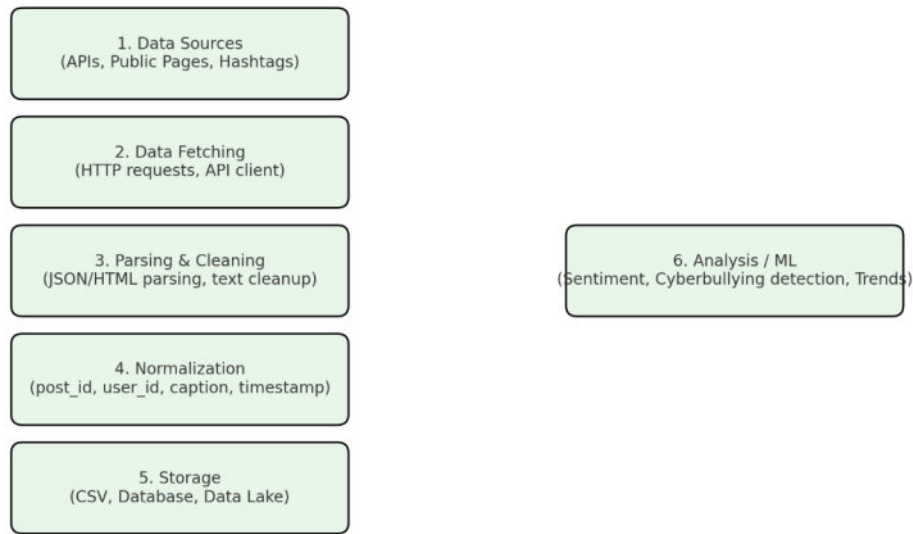 1. Data Sources
(APIs, Public Pages, Hashtags)
2. Data Fetching
(HTTP requests, API client)
3. Parsing & Cleaning
(JSON/HTML parsing, text cleanup)
4. Normalization
(post_id, user_id, caption, timestamp)
5. Storage
(CSV, Database, Data Lake)
6. Analysis / ML
(Sentiment, Cyberbullying detection, Trends)